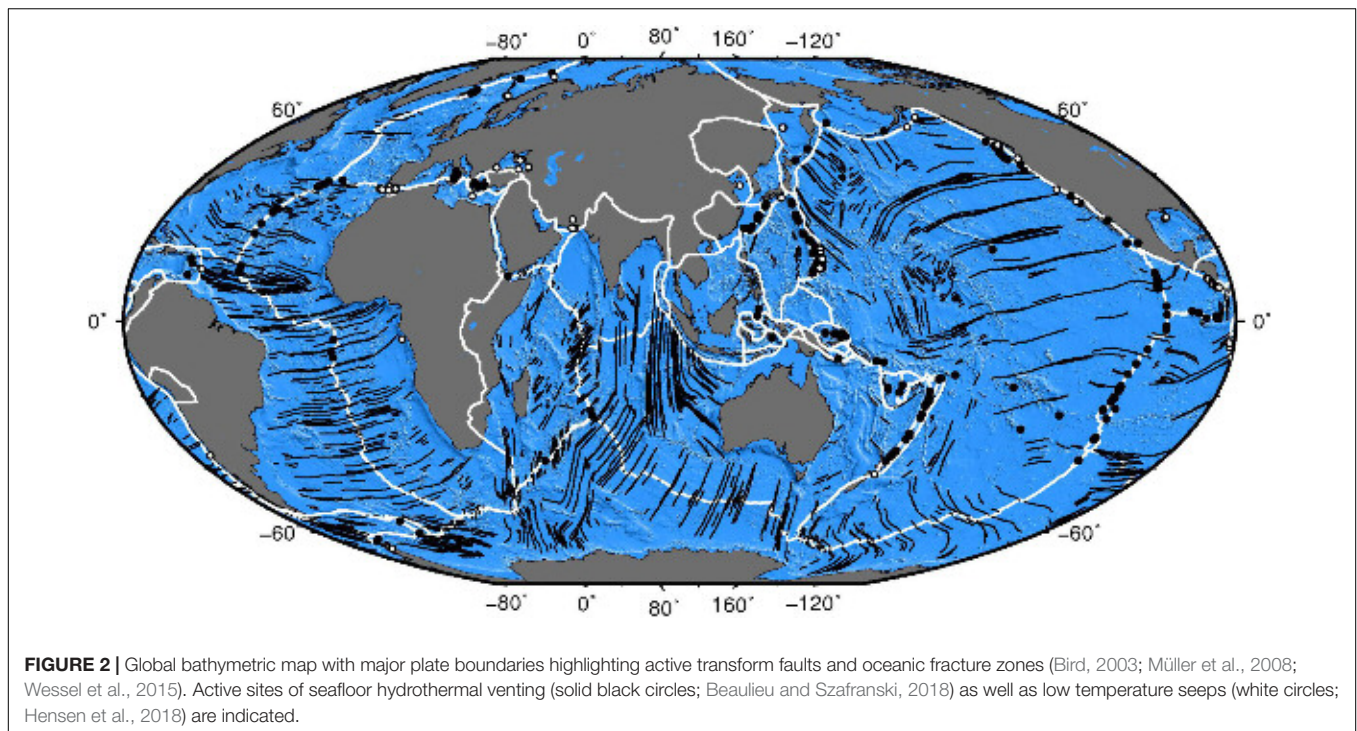 −80˚ 0˚ 80˚ 160˚ −120˚
60˚ 60˚
0˚ 0˚
−60˚ −60˚
−80˚ 0˚ 80˚ 160˚ −120˚
FIGURE 2 | Global bathymetric map with major plate boundaries highlighting active transform faults and oceanic fracture zones (Bird, 2003; Müller et al., 2008;
Wessel et al., 2015). Active sites of seafloor hydrothermal venting (solid black circles; Beaulieu and Szafranski, 2018) as well as low temperature seeps (white circles;
Hensen et al., 2018) are indicated.